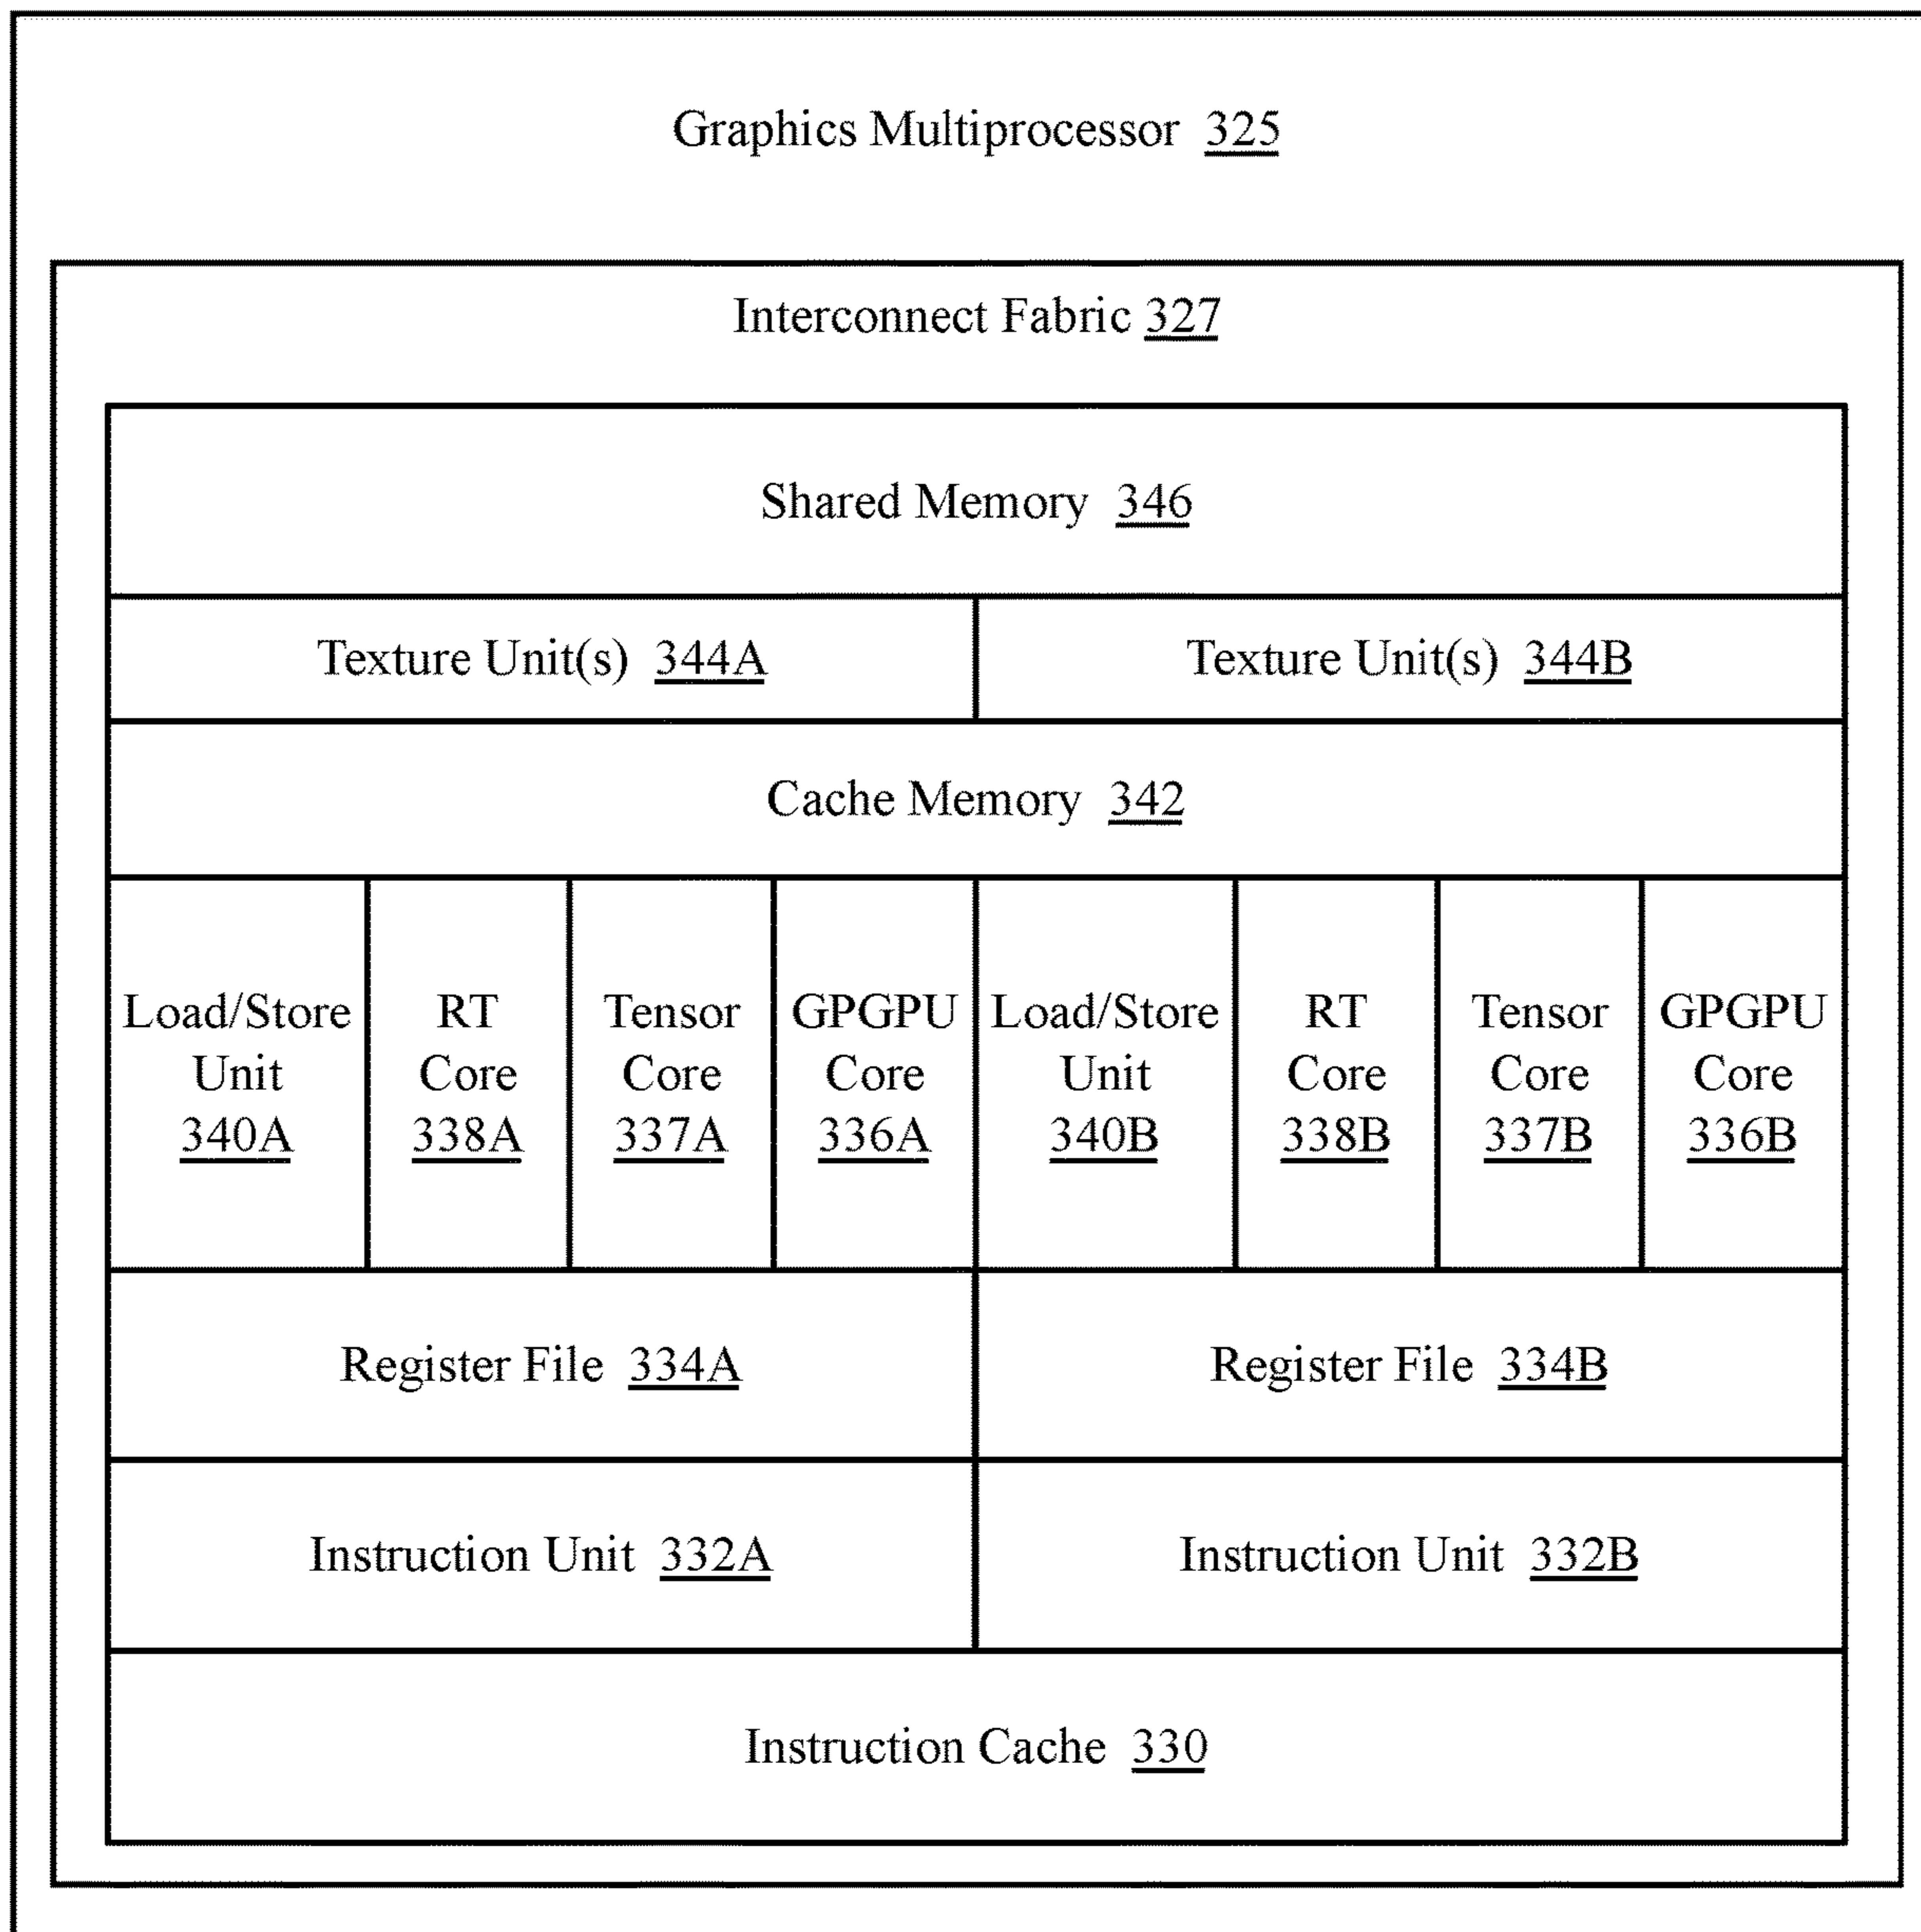 Graphics Multiprocessor 325
Interconnect Fabric 327
Shared Memory 346
Texture Unit(s) 344A
Texture Unit(s) 344B
Cache Memory 342
Load/Store
Unit
340A
RT
Core
338A
Tensor
Core
337A
GPGPU
Core
336A
Load/Store
Unit
340B
RT
Core
338B
Tensor
Core
337B
GPGPU
Core
336B
Register File 334A
Register File 334B
Instruction Unit 332A
Instruction Unit 332B
Instruction Cache 330